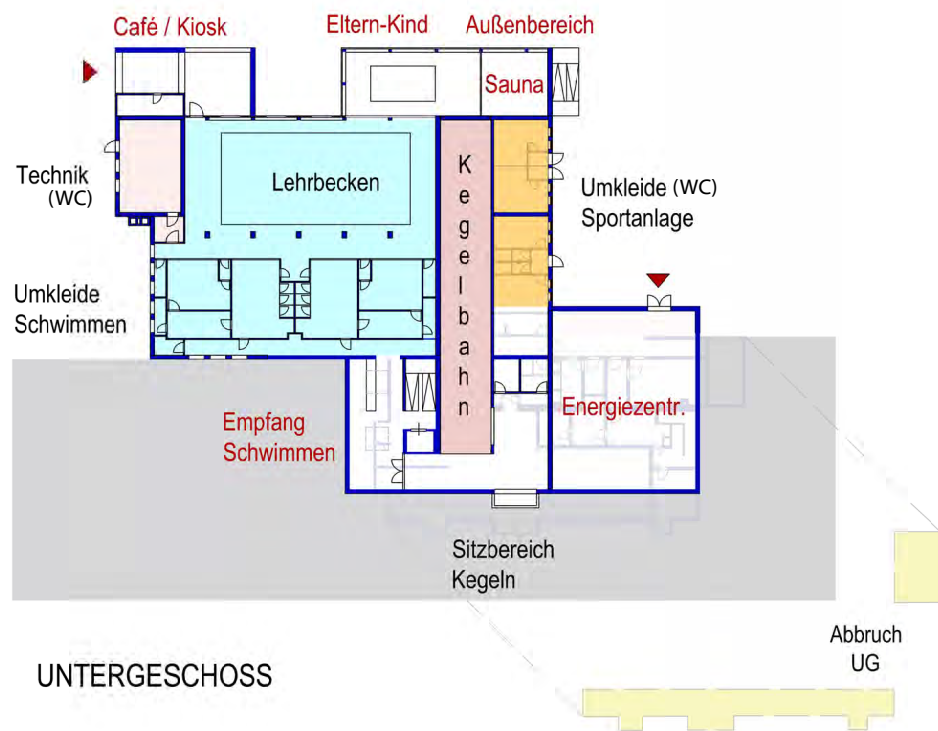 Café / Kiosk
Eltern-Kind
Außenbereich
Sauna
Technik
(WC)
Lehrbecken
Kegelbahn
Umkleide (WC)
Sportanlage
Umkleide
Schwimmen
Empfang
Schwimmen
Energiezentr.
Sitzbereich
Kegeln
Abbruch
UG
UNTERGESCHOSS